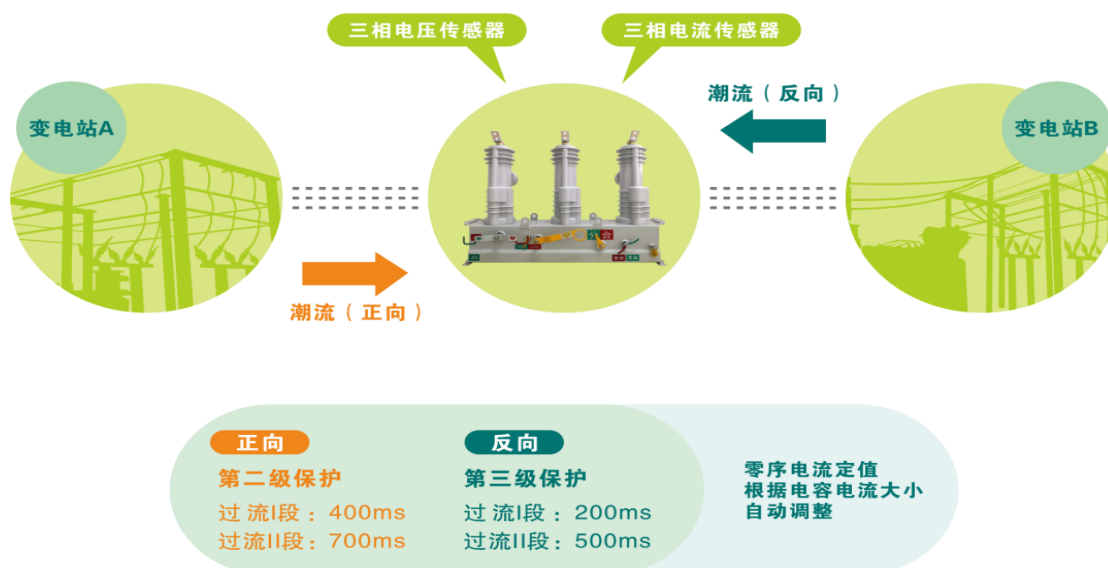 三相电压传感器
三相电流传感器
变电站A
潮流（反向）
变电站B
潮流（正向）
正向
第二级保护
过流I段：400ms
过流II段：700ms
反向
第三级保护
过流I段：200ms
过流II段：500ms
零序电流定值
根据电容电流大小
自动调整